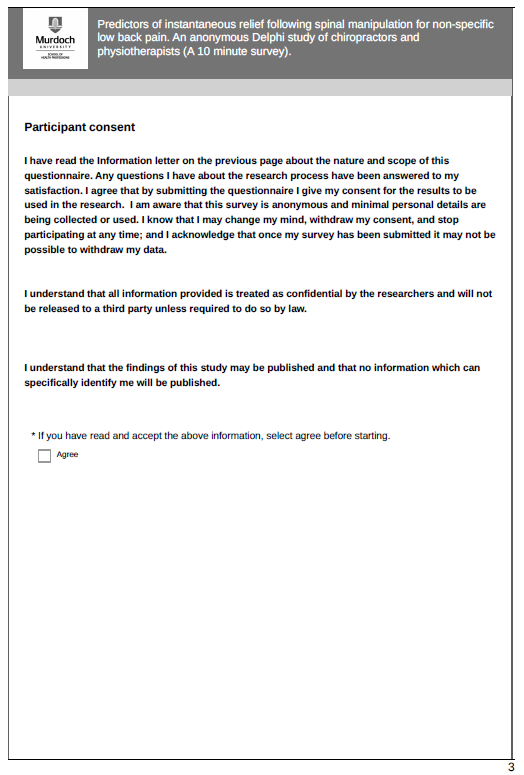 Murdoch
UNIVERSITY
SCHOOL OF
HEALTH PROFESSIONS
Predictors of instantaneous relief following spinal manipulation for non-specific
low back pain. An anonymous Delphi study of chiropractors and
physiotherapists (A 10 minute survey).
Participant consent
I have read the Information letter on the previous page about the nature and scope of this
questionnaire. Any questions I have about the research process have been answered to my
satisfaction. I agree that by submitting the questionnaire I give my consent for the results to be
used in the research.  I am aware that this survey is anonymous and minimal personal details are
being collected or used. I know that I may change my mind, withdraw my consent, and stop
participating at any time; and I acknowledge that once my survey has been submitted it may not be
possible to withdraw my data.
I understand that all information provided is treated as confidential by the researchers and will not
be released to a third party unless required to do so by law.
I understand that the findings of this study may be published and that no information which can
specifically identify me will be published.
* If you have read and accept the above information, select agree before starting.
Agree
3